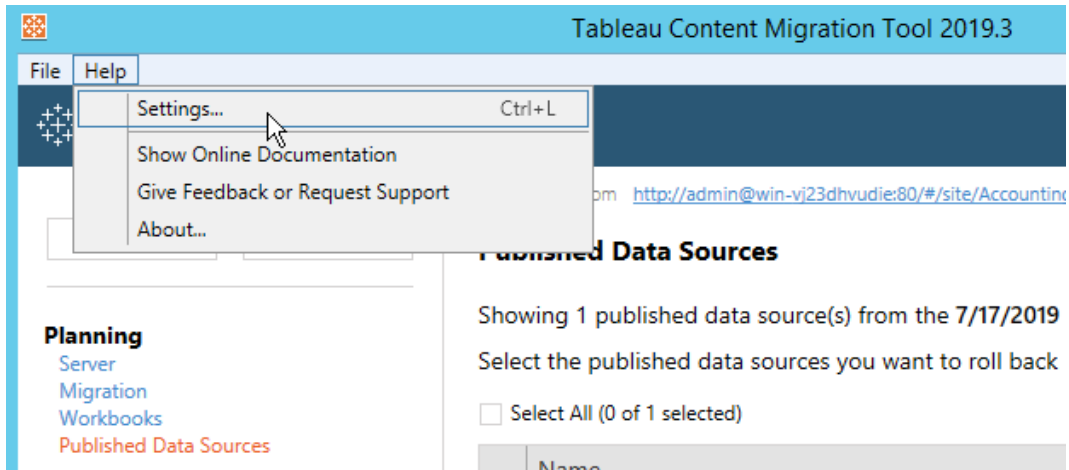 Tableau Content Migration Tool 2019.3
File Help
Settings... Ctrl+L
Show Online Documentation
Give Feedback or Request Support
About...
http://admin@win-vj23dhvudie:80/#/site/Accounting
Published Data Sources
Showing 1 published data source(s) from the 7/17/2019
Select the published data sources you want to roll back
Select All (0 of 1 selected)
Name
Planning
Server
Migration
Workbooks
Published Data Sources